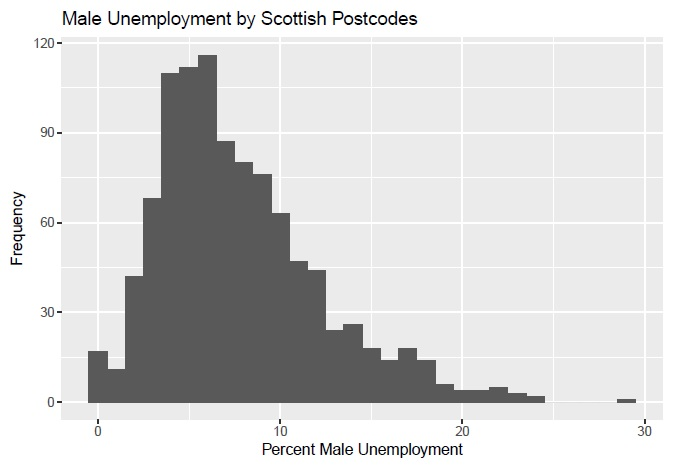 Male Unemployment by Scottish Postcodes
120
90
60
30
0
Frequency
0 10 20 30
Percent Male Unemployment